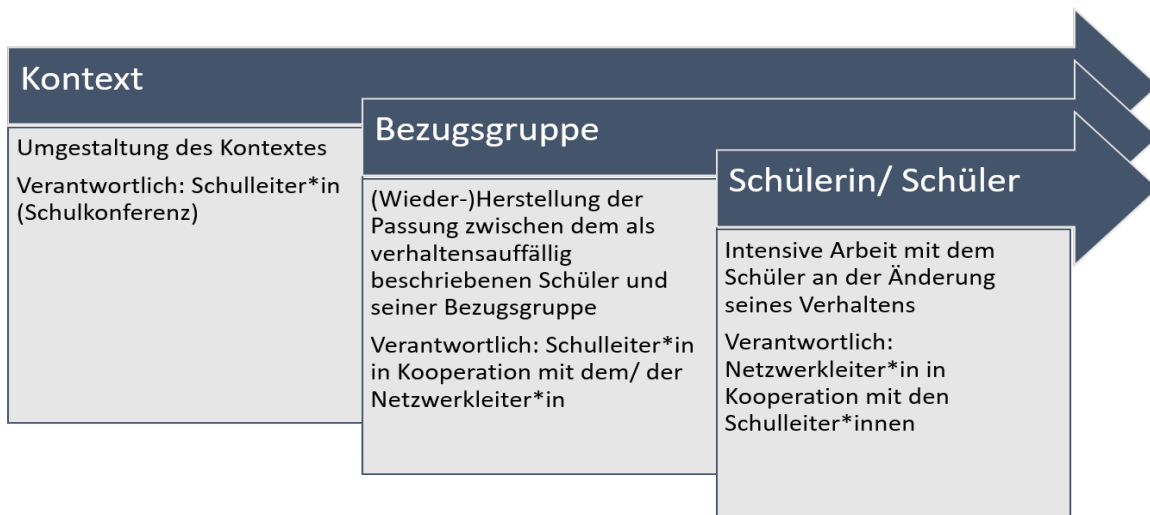 Kontext
Umgestaltung des Kontextes
Verantwortlich: Schulleiter*in
(Schulkonferenz)
Bezugsgruppe
(Wieder-)Herstellung der
Passung zwischen dem als
verhaltensauffällig
beschriebenen Schüler und
seiner Bezugsgruppe
Verantwortlich: Schulleiter*in
in Kooperation mit dem/ der
Netzwerkleiter*in
Schülerin/ Schüler
Intensive Arbeit mit dem
Schüler an der Änderung
seines Verhaltens
Verantwortlich:
Netzwerkleiter*in in
Kooperation mit den
Schulleiter*innen